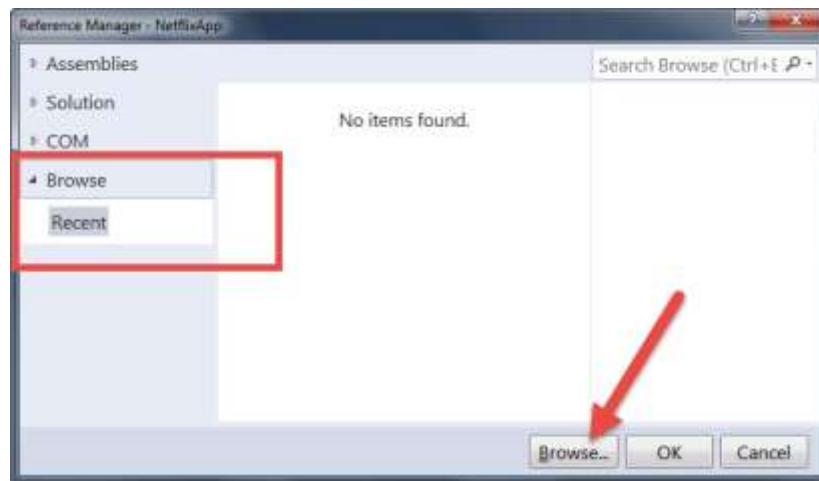 Reference Manager - NetflixApp
Assemblies
Search Browse (Ctrl+E
Solution
No items found.
COM
Browse
Recent
Browse...
OK
Cancel